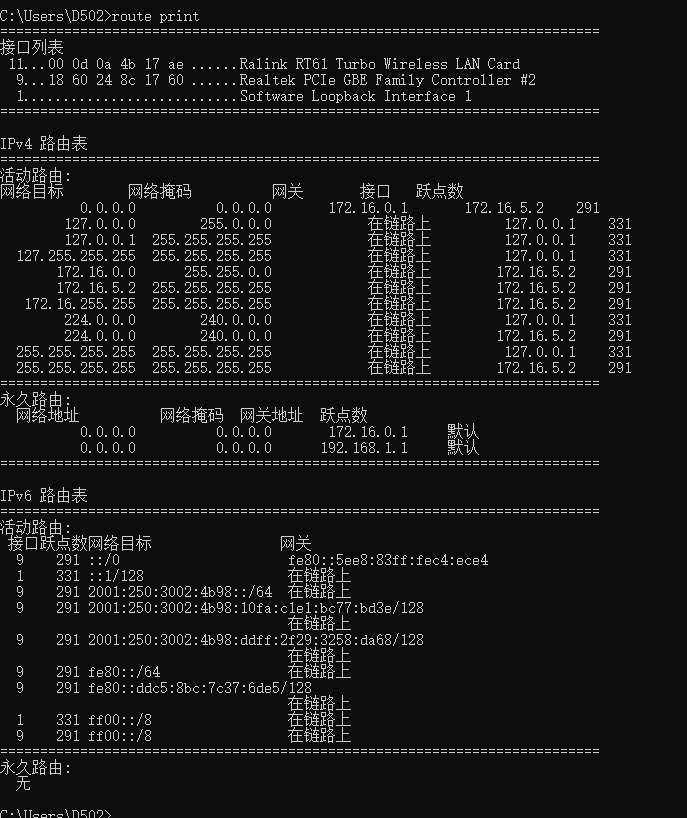 C:\Users\D502>route print
===========================================================================
接口列表
 11...00 0d 0a 4b 17 ae ......Ralink RT61 Turbo Wireless LAN Card
  9...18 60 24 8c 17 60 ......Realtek PCIe GBE Family Controller #2
  1...........................Software Loopback Interface 1
===========================================================================
IPv4 路由表
===========================================================================
活动路由:
网络目标        网络掩码          网关       接口   跃点数
          0.0.0.0          0.0.0.0       172.16.0.1       172.16.5.2    291
        127.0.0.0        255.0.0.0            在链路上         127.0.0.1    331
        127.0.0.1  255.255.255.255            在链路上         127.0.0.1    331
  127.255.255.255  255.255.255.255            在链路上         127.0.0.1    331
       172.16.0.0      255.255.0.0            在链路上        172.16.5.2    291
       172.16.5.2  255.255.255.255            在链路上        172.16.5.2    291
   172.16.255.255  255.255.255.255            在链路上        172.16.5.2    291
        224.0.0.0        240.0.0.0            在链路上         127.0.0.1    331
        224.0.0.0        240.0.0.0            在链路上        172.16.5.2    291
  255.255.255.255  255.255.255.255            在链路上         127.0.0.1    331
  255.255.255.255  255.255.255.255            在链路上        172.16.5.2    291
===========================================================================
永久路由:
  网络地址          网络掩码  网关地址  跃点数
          0.0.0.0          0.0.0.0       172.16.0.1     默认
          0.0.0.0          0.0.0.0      192.168.1.1     默认
===========================================================================
IPv6 路由表
===========================================================================
活动路由:
 接口跃点数网络目标                网关
  9    291 ::/0                     fe80::5ee8:83ff:fec4:ece4
  1    331 ::1/128                  在链路上
  9    291 2001:250:3002:4b98::/64  在链路上
  9    291 2001:250:3002:4b98:10fa:c1e1:bc77:bd3e/128
                                    在链路上
  9    291 2001:250:3002:4b98:ddff:2f29:3258:da68/128
                                    在链路上
  9    291 fe80::/64                在链路上
  9    291 fe80::ddc5:8bc:7c37:6de5/128
                                    在链路上
  1    331 ff00::/8                 在链路上
  9    291 ff00::/8                 在链路上
===========================================================================
永久路由:
  无
C:\Users\D502>